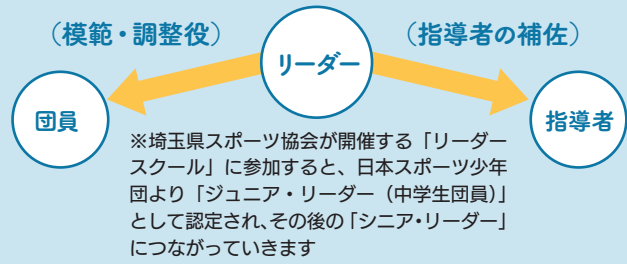 （模範・調整役）
リーダー
（指導者の補佐）
団員
指導者
※埼玉県スポーツ協会が開催する「リーダー
スクール」に参加すると、日本スポーツ少年
団より「ジュニア・リーダー（中学生団員）」
として認定され、その後の「シニア・リーダー」
につながっていきます